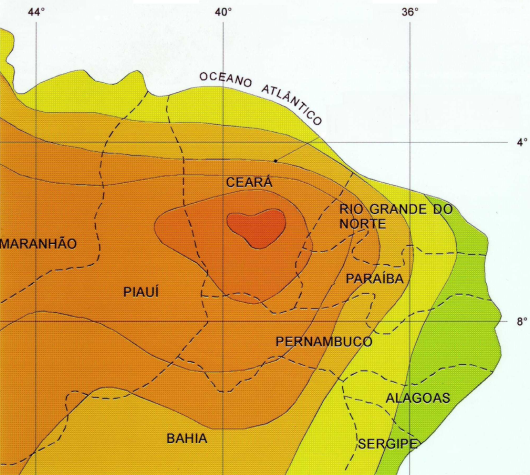 44°
40°
36°
OCEANO ATLÂNTICO
4°
CEARÁ
RIO GRANDE DO
NORTE
MARANHÃO
PARAÍBA
PIAUÍ
8°
PERNAMBUCO
ALAGOAS
BAHIA
SERGIPE